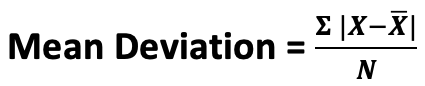 Mean Deviation = Σ |X−X̄|
N